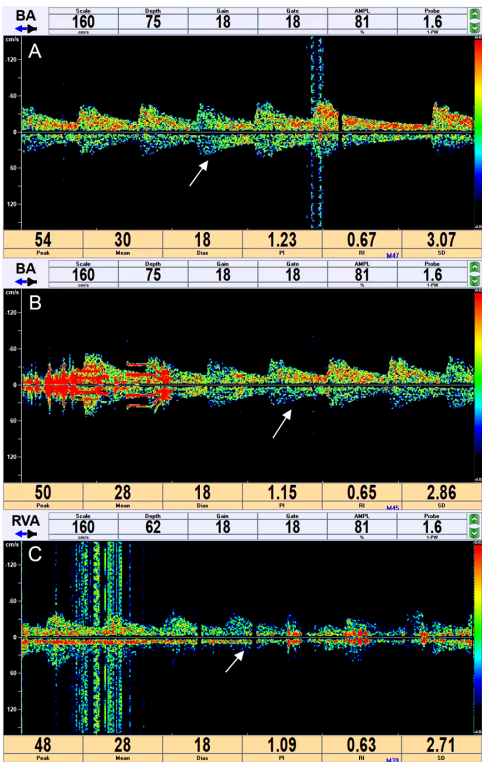 BA Scale Depth Gain Gate AMPL Probe
160 75 18 18 81 1.6
cm/s % 1-PW
cm/s
A
-120
-60
0
60
120
54 30 18 1.23 0.67 3.07
Peak Mean Dias PI RI M47 SD
BA Scale Depth Gain Gate AMPL Probe
160 75 18 18 81 1.6
cm/s % 1-PW
cm/s
B
-120
-60
0
60
120
50 28 18 1.15 0.65 2.86
Peak Mean Dias PI RI M45 SD
RVA Scale Depth Gain Gate AMPL Probe
160 62 18 18 81 1.6
cm/s % 1-PW
cm/s
C
-120
-60
0
60
120
48 28 18 1.09 0.63 2.71
Peak Mean Dias PI RI M39 SD